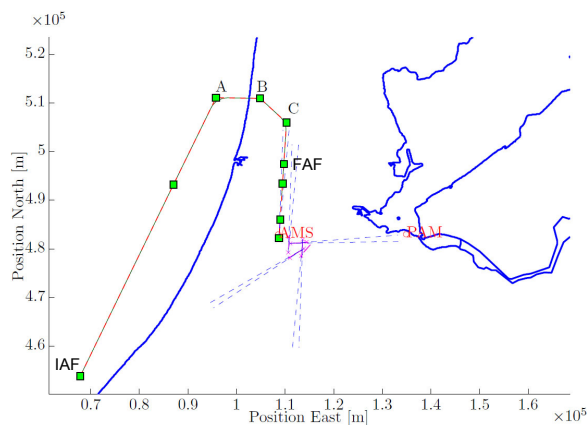 ×10⁵
5.2
5.1
5
4.9
4.8
4.7
4.6
Position North [m]
A
B
C
FAF
AMS
PAM
IAF
0.7
0.8
0.9
1
1.1
1.2
1.3
1.4
1.5
1.6
×10⁵
Position East [m]